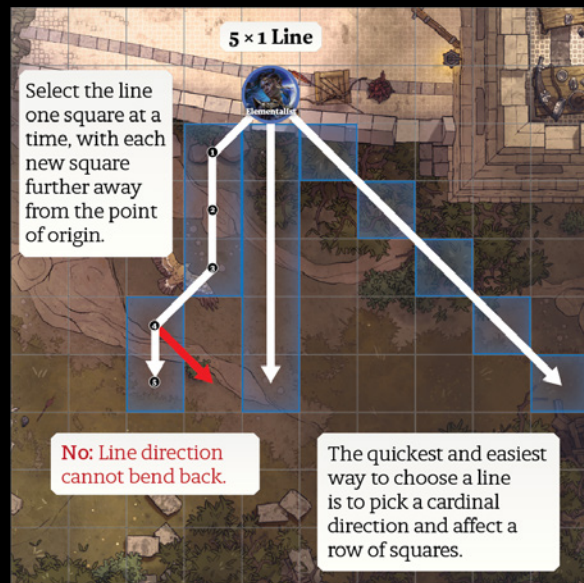 5 × 1 Line
Select the line
one square at a
time, with each
new square
further away
from the point
of origin.
Elementalist
1
2
3
4
5
No: Line direction
cannot bend back.
The quickest and easiest
way to choose a line
is to pick a cardinal
direction and affect a
row of squares.